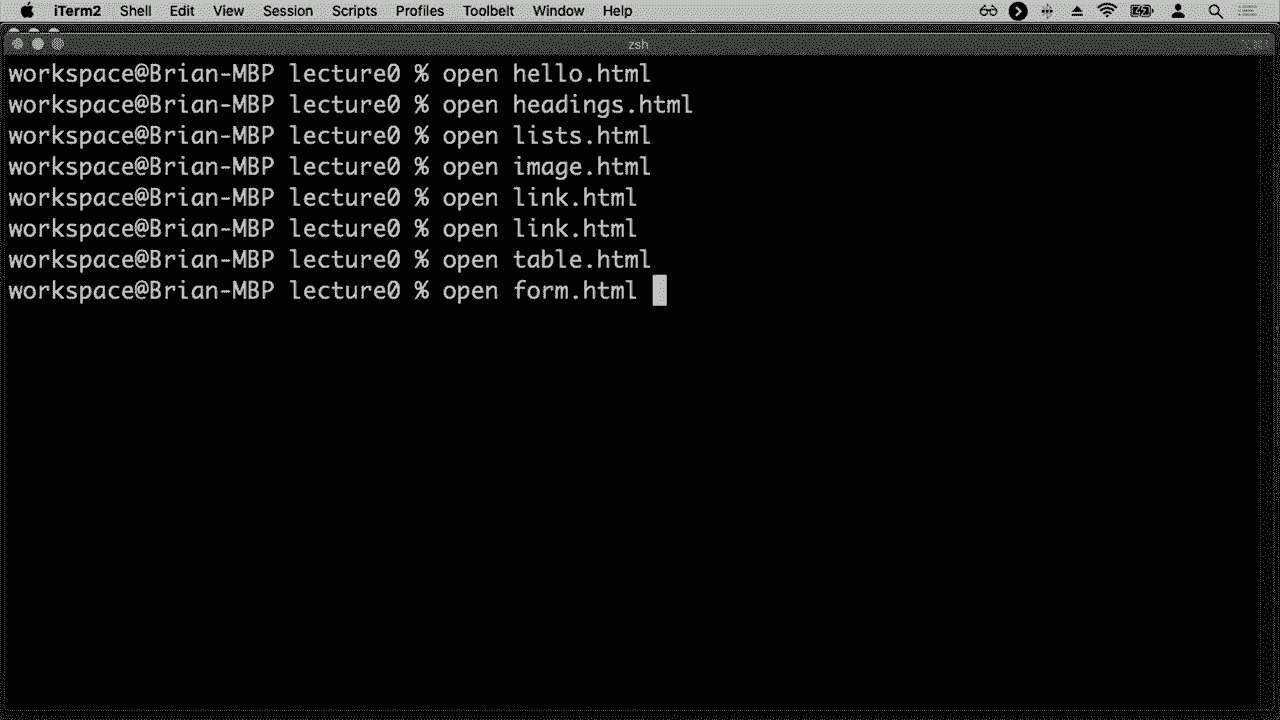 iTerm2 Shell Edit View Session Scripts Profiles Toolbelt Window Help
zsh
workspace@Brian-MBP lecture0 % open hello.html
workspace@Brian-MBP lecture0 % open headings.html
workspace@Brian-MBP lecture0 % open lists.html
workspace@Brian-MBP lecture0 % open image.html
workspace@Brian-MBP lecture0 % open link.html
workspace@Brian-MBP lecture0 % open link.html
workspace@Brian-MBP lecture0 % open table.html
workspace@Brian-MBP lecture0 % open form.html